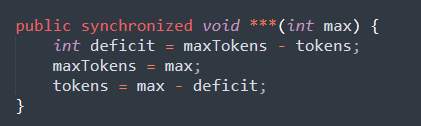 public synchronized void ***(int max) {
int deficit = maxTokens - tokens;
maxTokens = max;
tokens = max - deficit;
}